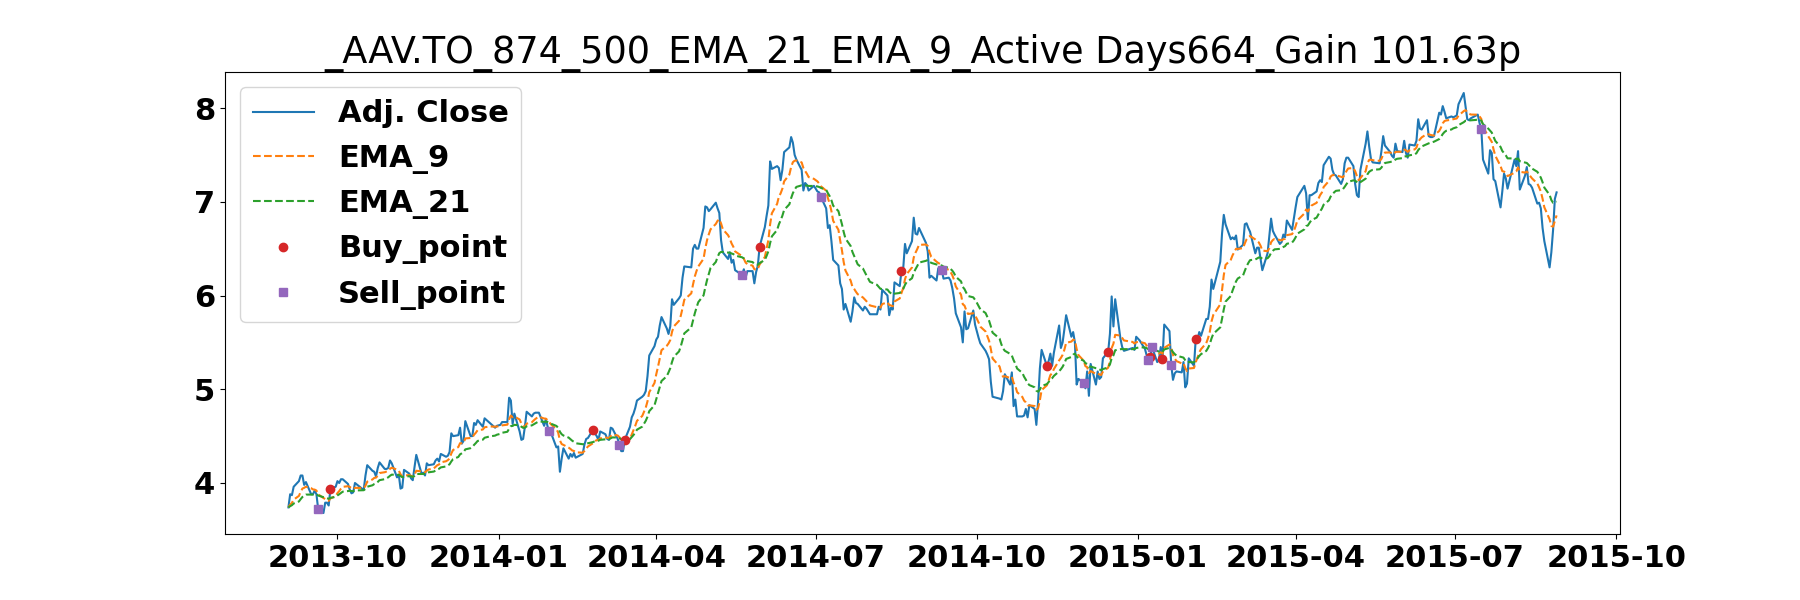 _AAV.TO_874_500_EMA_21_EMA_9_Active Days664_Gain 101.63p
Adj. Close
EMA_9
EMA_21
Buy_point
Sell_point
8
7
6
5
4
2013-10 2014-01 2014-04 2014-07 2014-10 2015-01 2015-04 2015-07 2015-10